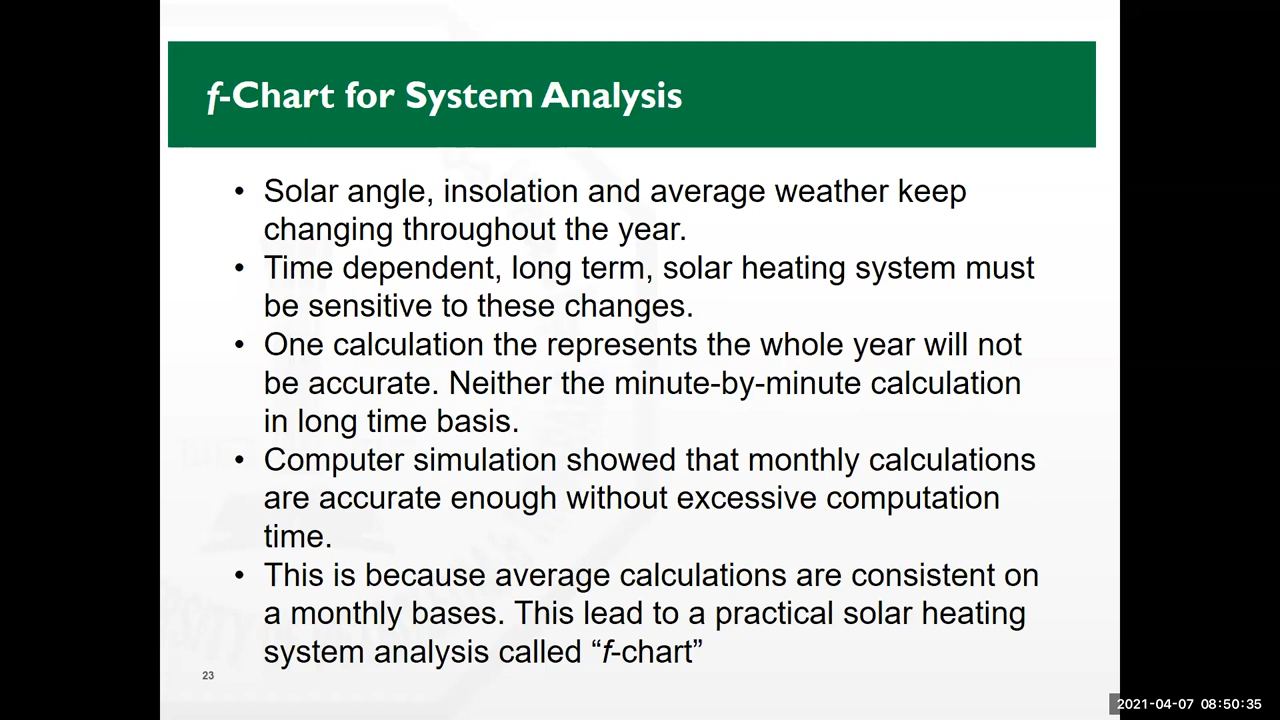 f-Chart for System Analysis
• Solar angle, insolation and average weather keep
changing throughout the year.
• Time dependent, long term, solar heating system must
be sensitive to these changes.
• One calculation the represents the whole year will not
be accurate. Neither the minute-by-minute calculation
in long time basis.
• Computer simulation showed that monthly calculations
are accurate enough without excessive computation
time.
• This is because average calculations are consistent on
a monthly bases. This lead to a practical solar heating
system analysis called “f-chart”
23
2021-04-07 08:50:35